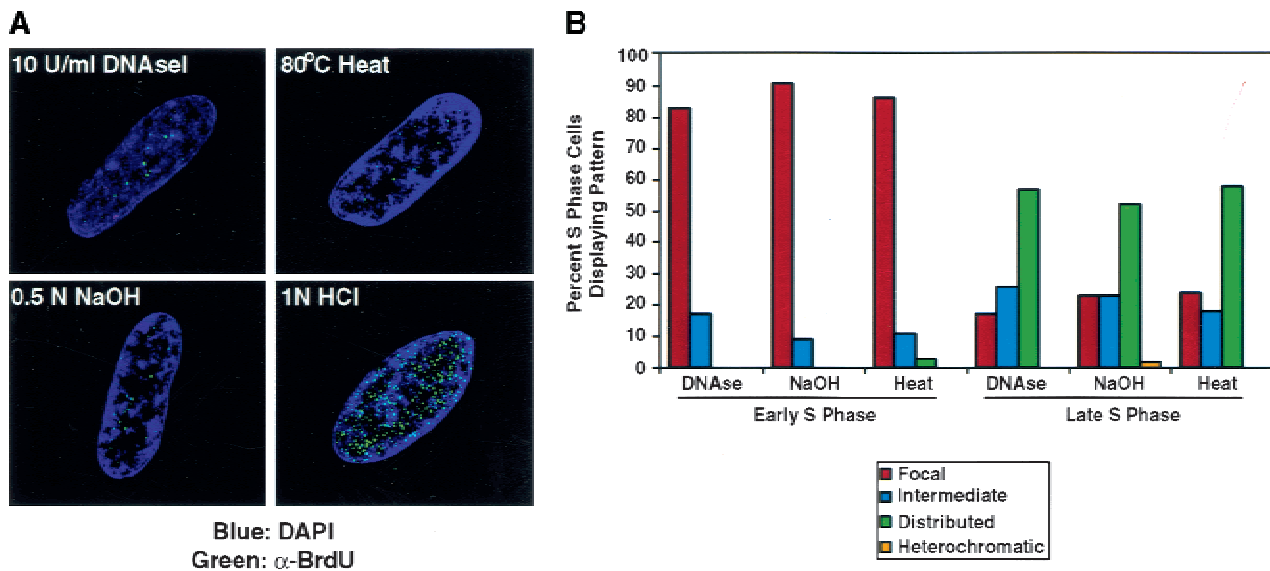 A
10 U/ml DNAseI
80°C Heat
0.5 N NaOH
1N HCl
Blue: DAPI
Green: α-BrdU
B
Percent S Phase Cells
Displaying Pattern
100
90
80
70
60
50
40
30
20
10
0
DNAse NaOH Heat DNAse NaOH Heat
Early S Phase Late S Phase
Focal
Intermediate
Distributed
Heterochromatic